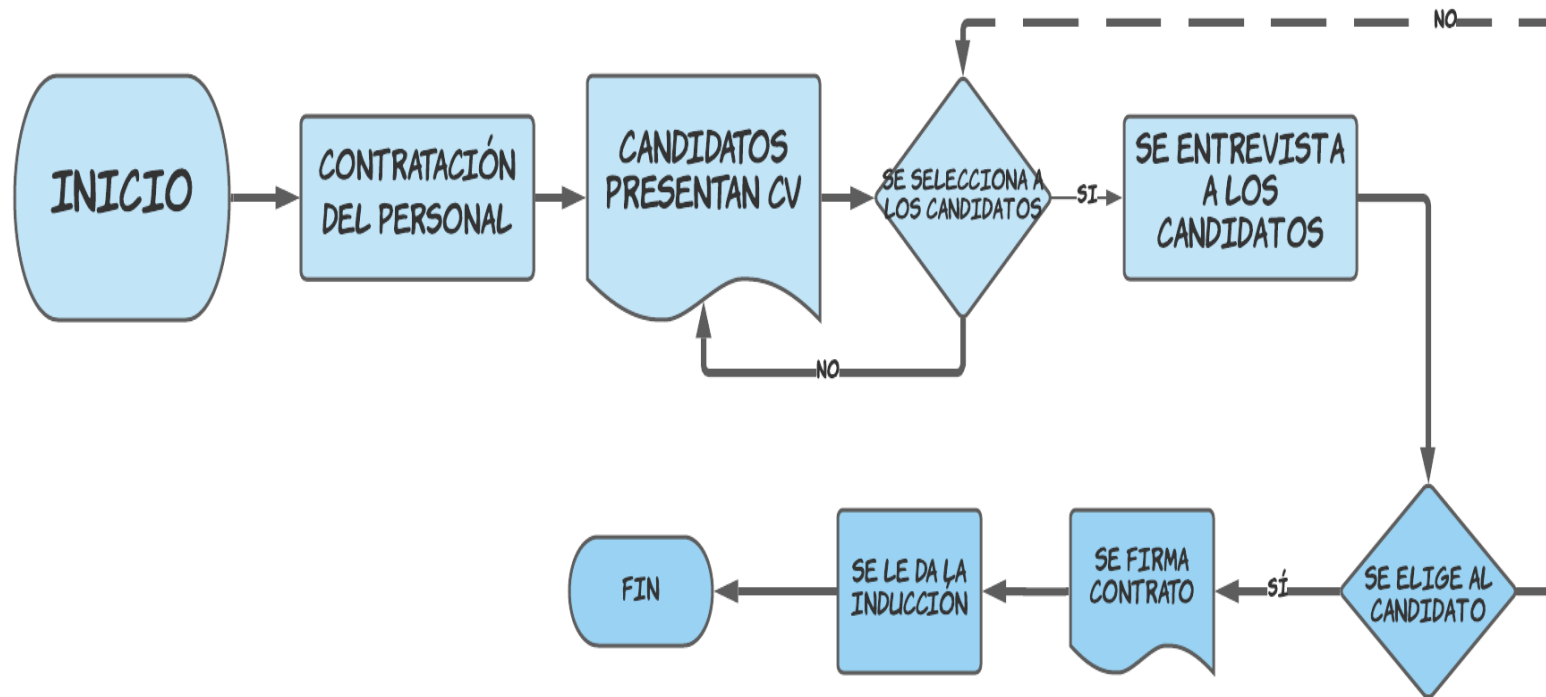 NO
INICIO
CONTRATACIÓN
DEL PERSONAL
CANDIDATOS
PRESENTAN CV
SE SELECCIONA A
LOS CANDIDATOS
SI
SE ENTREVISTA
A LOS
CANDIDATOS
NO
FIN
SE LE DA LA
INDUCCIÓN
SE FIRMA
CONTRATO
SÍ
SE ELIGE AL
CANDIDATO